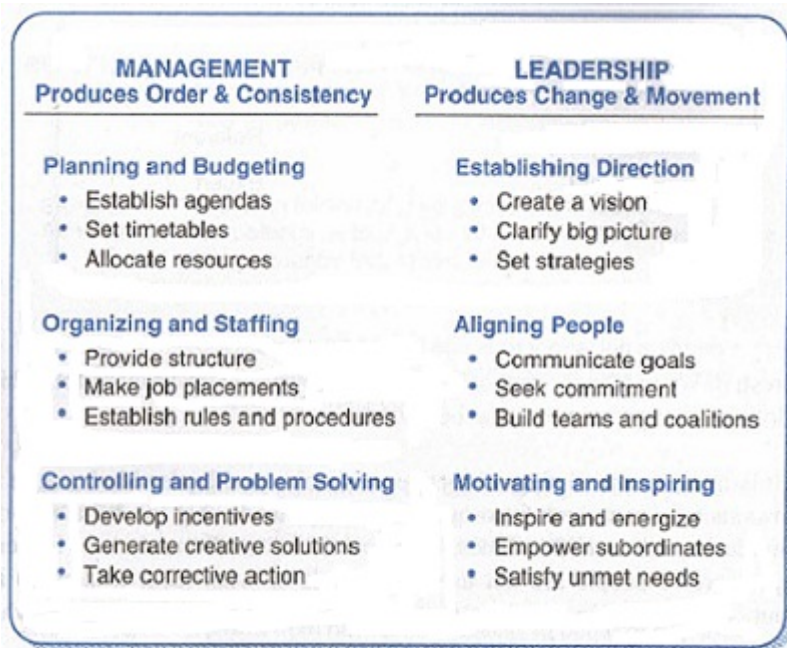 MANAGEMENT
Produces Order & Consistency
Planning and Budgeting
• Establish agendas
• Set timetables
• Allocate resources
Organizing and Staffing
• Provide structure
• Make job placements
• Establish rules and procedures
Controlling and Problem Solving
• Develop incentives
• Generate creative solutions
• Take corrective action
LEADERSHIP
Produces Change & Movement
Establishing Direction
• Create a vision
• Clarify big picture
• Set strategies
Aligning People
• Communicate goals
• Seek commitment
• Build teams and coalitions
Motivating and Inspiring
• Inspire and energize
• Empower subordinates
• Satisfy unmet needs